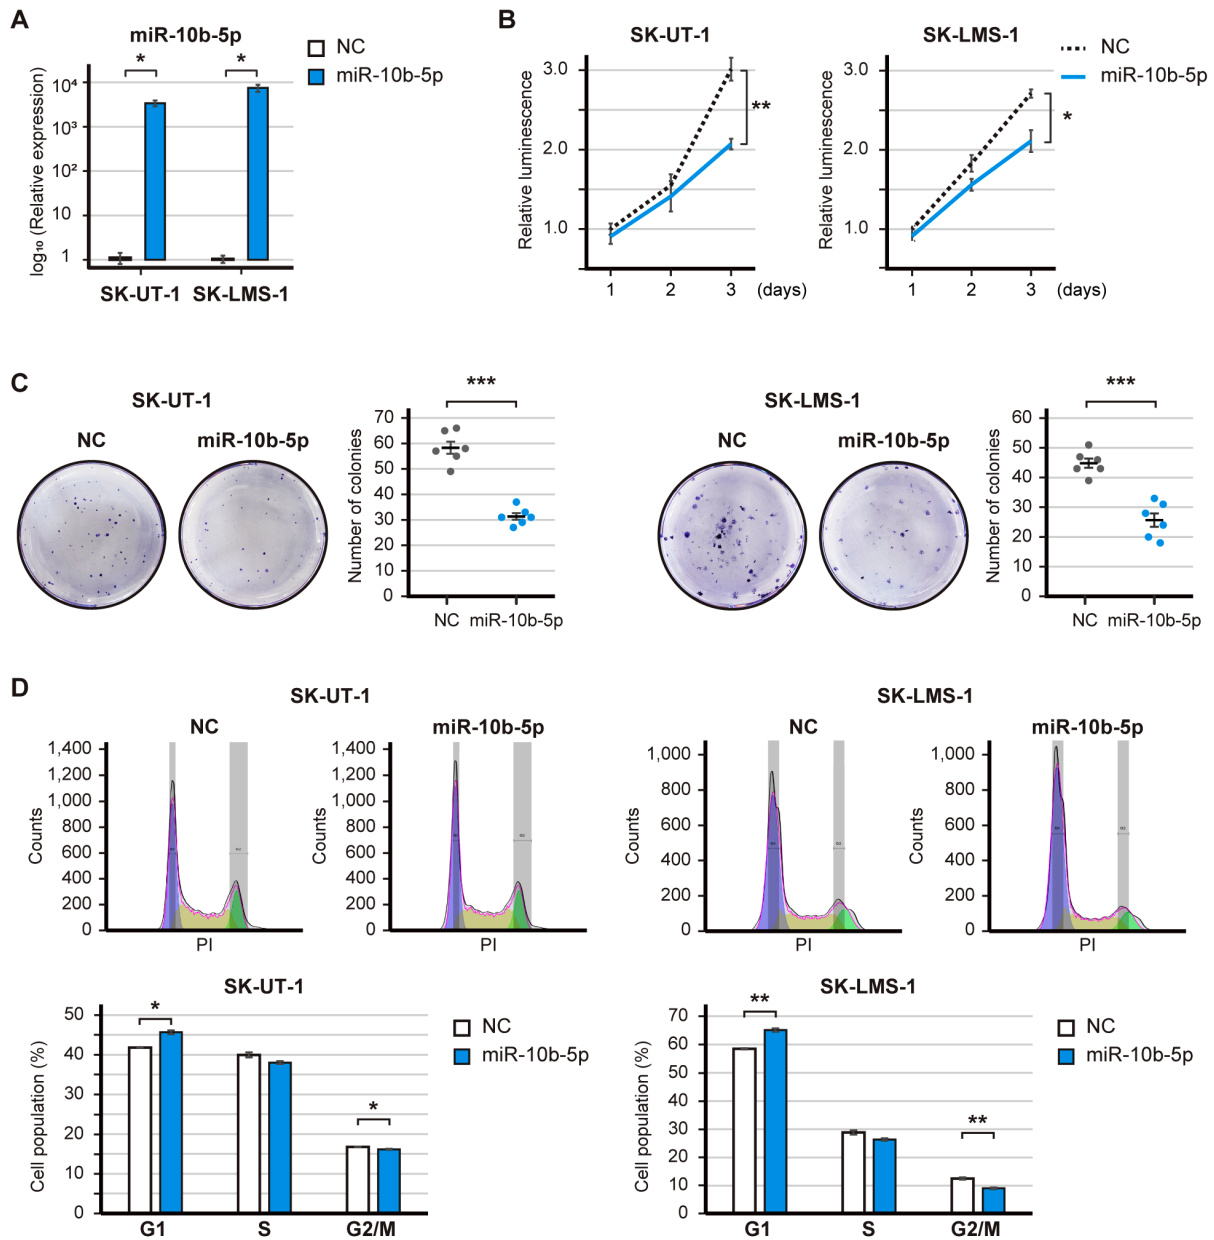 A
miR-10b-5p
NC
miR-10b-5p
* *
log₁₀ (Relative expression)
10⁴
10³
10²
10
1
SK-UT-1 SK-LMS-1
B
SK-UT-1
Relative luminescence
3.0
2.0
1.0
**
1 2 3 (days)
SK-LMS-1
NC
miR-10b-5p
Relative luminescence
3.0
2.0
1.0
*
1 2 3 (days)
C
SK-UT-1
NC miR-10b-5p
***
Number of colonies
70
60
50
40
30
20
10
0
NC miR-10b-5p
SK-LMS-1
NC miR-10b-5p
***
Number of colonies
60
50
40
30
20
10
0
NC miR-10b-5p
D
SK-UT-1
NC
Counts
1,400
1,200
1,000
800
600
400
200
0
PI
miR-10b-5p
Counts
1,400
1,200
1,000
800
600
400
200
0
PI
SK-LMS-1
NC
Counts
1,000
800
600
400
200
0
PI
miR-10b-5p
Counts
1,000
800
600
400
200
0
PI
SK-UT-1
NC
miR-10b-5p
Cell population (%)
50
40
30
20
10
0
*
*
G1 S G2/M
SK-LMS-1
NC
miR-10b-5p
Cell population (%)
70
60
50
40
30
20
10
0
**
**
G1 S G2/M